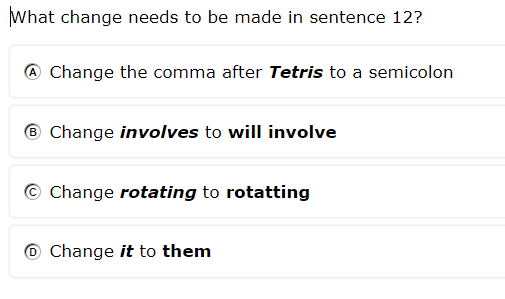 What change needs to be made in sentence 12?
A Change the comma after Tetris to a semicolon
B Change involves to will involve
C Change rotating to rotatting
D Change it to them